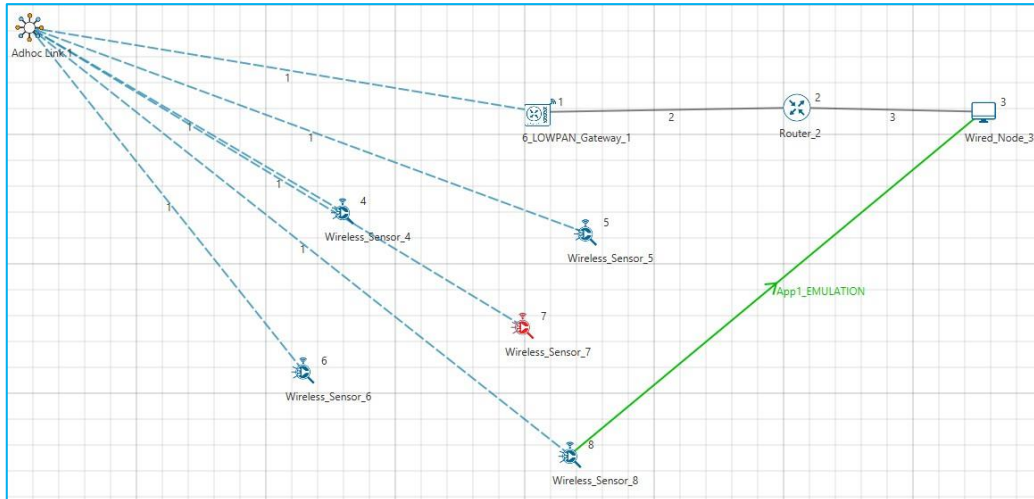 Adhoc Link 1
1
1
6_LOWPAN_Gateway_1
2
2
Router_2
3
3
Wired_Node_3
1
1
1
1
1
4
Wireless_Sensor_4
5
Wireless_Sensor_5
App1_EMULATION
7
Wireless_Sensor_7
6
Wireless_Sensor_6
8
Wireless_Sensor_8